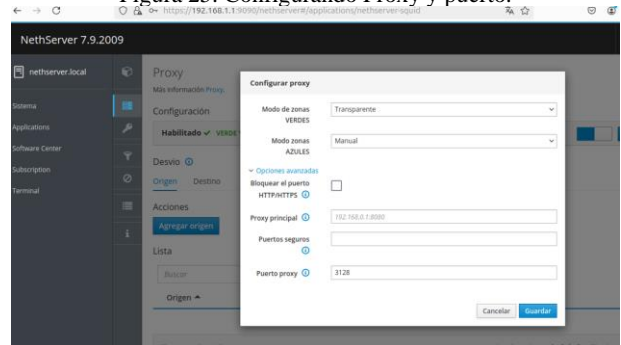 Figura 25. Configurando Proxy y puerto.
https://192.168.1.1:9090/nethserver#/applications/nethserver-squid
NethServer 7.9.2009
nethserver.local
Sistema
Applications
Software Center
Subscription
Terminal
Proxy
Más información Proxy.
Configuración
Habilitado ✓ VERDE
Desvío
Origen Destino
Acciones
Agregar origen
Lista
Buscar
Origen
Configurar proxy
Modo de zonas
VERDES
Transparente
Modo zonas
AZULES
Manual
Opciones avanzadas
Bloquear el puerto
HTTP/HTTPS
Proxy principal
192.168.0.1:8080
Puertos seguros
Puerto proxy
3128
Cancelar Guardar